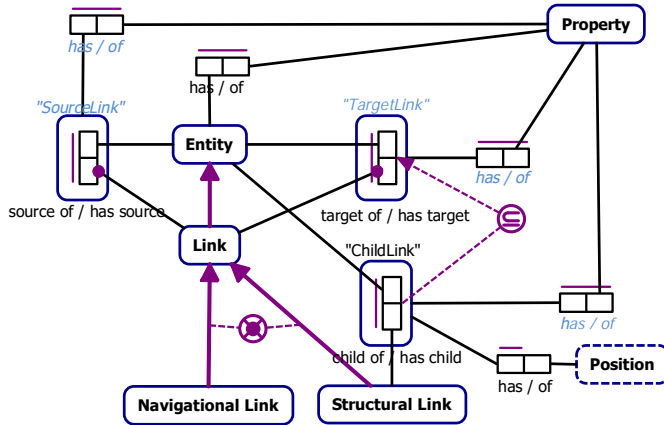 Property
has / of
has / of
"SourceLink"
"TargetLink"
Entity
has / of
source of / has source
target of / has target
Link
"ChildLink"
has / of
child of / has child
has / of
Position
Navigational Link
Structural Link